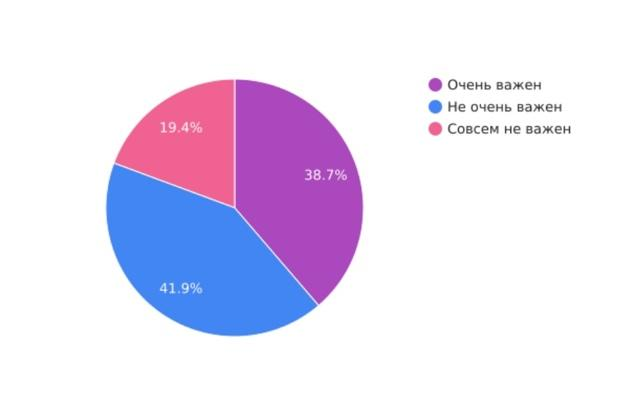 Очень важен
Не очень важен
Совсем не важен
19.4%
38.7%
41.9%